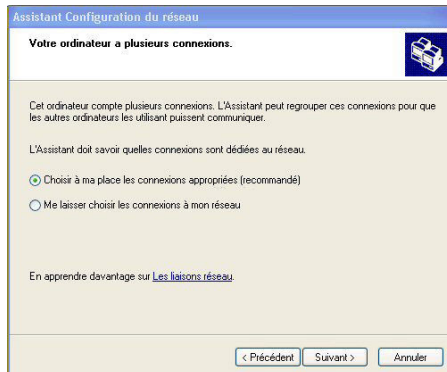 Assistant Configuration du réseau
Votre ordinateur a plusieurs connexions.
Cet ordinateur compte plusieurs connexions. L'Assistant peut regrouper ces connexions pour que
les autres ordinateurs les utilisant puissent communiquer.
L'Assistant doit savoir quelles connexions sont dédiées au réseau.
Choisir à ma place les connexions appropriées (recommandé)
Me laisser choisir les connexions à mon réseau
En apprendre davantage sur Les liaisons réseau.
< Précédent Suivant > Annuler